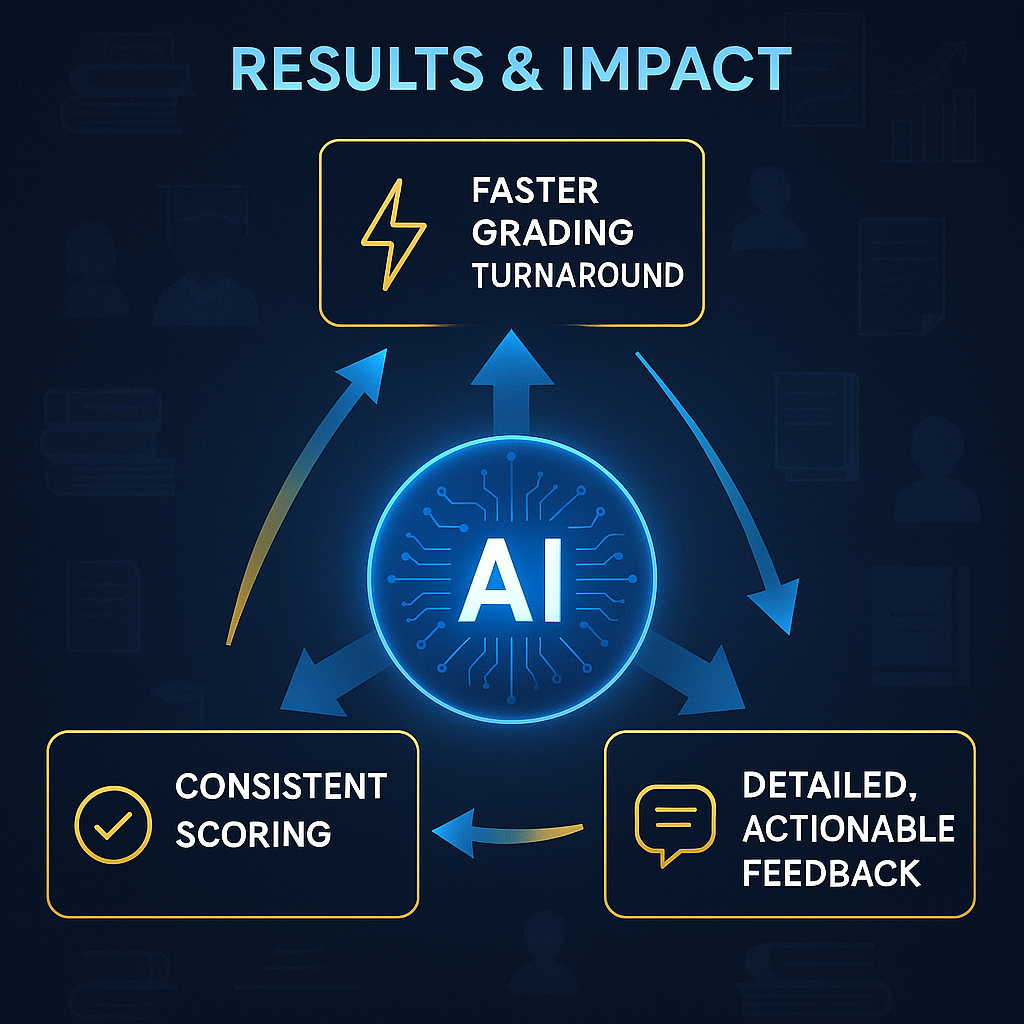 RESULTS & IMPACT
FASTER
GRADING
TURNAROUND
AI
CONSISTENT
SCORING
DETAILED,
ACTIONABLE
FEEDBACK